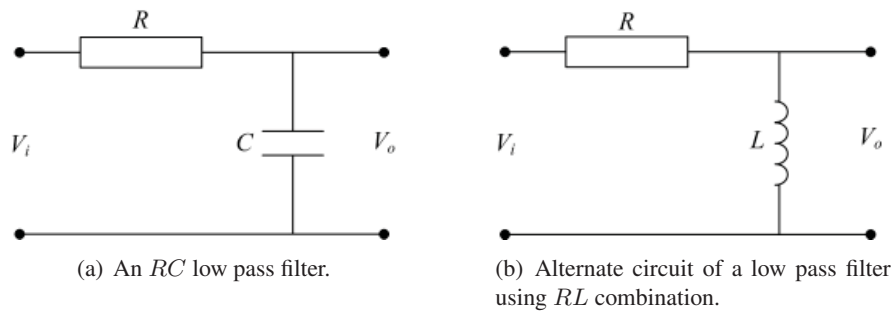 R
C
V_i
V_o
(a) An RC low pass filter.
R
L
V_i
V_o
(b) Alternate circuit of a low pass filter
using RL combination.